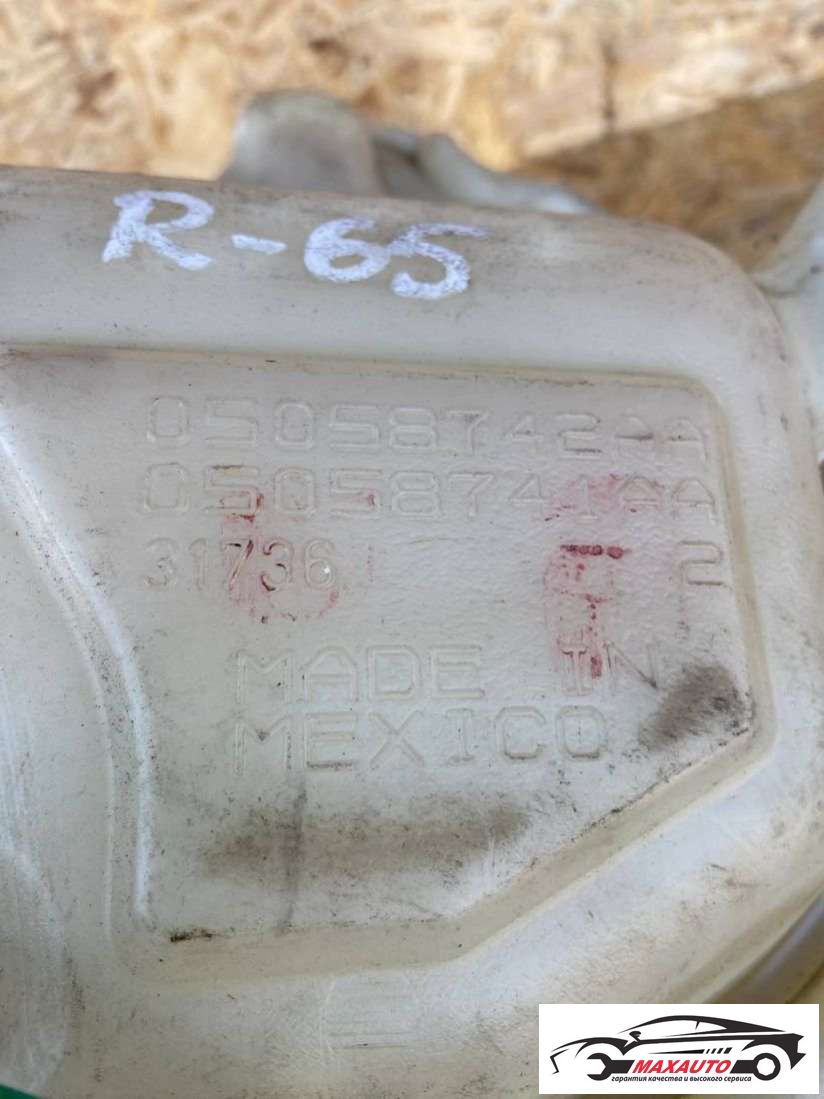 R-65
05058742AA
05058741AA
31736 2
MADE IN
MEXICO
MAXAUTO
гарантия качества и высокого сервиса